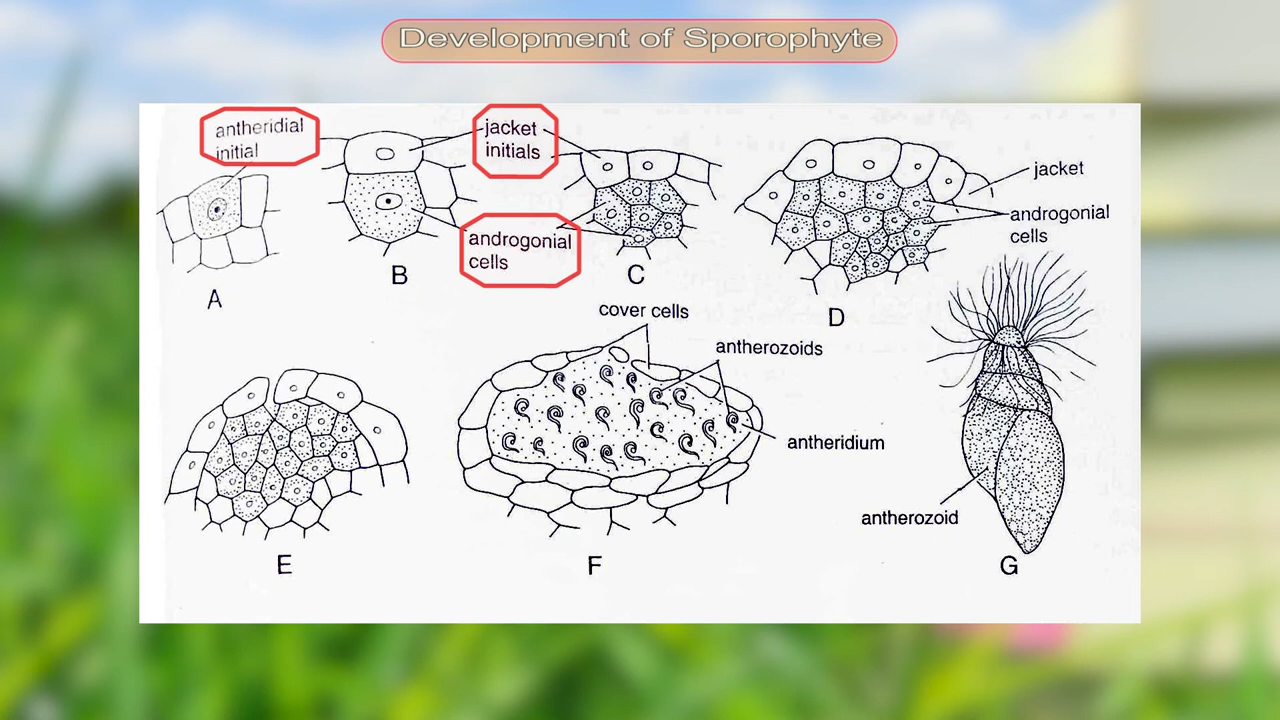 Development of Sporophyte
antheridial
initial
jacket
initials
androgonial
cells
jacket
androgonial
cells
A
B
C
D
cover cells
antherozoids
antheridium
antherozoid
E
F
G